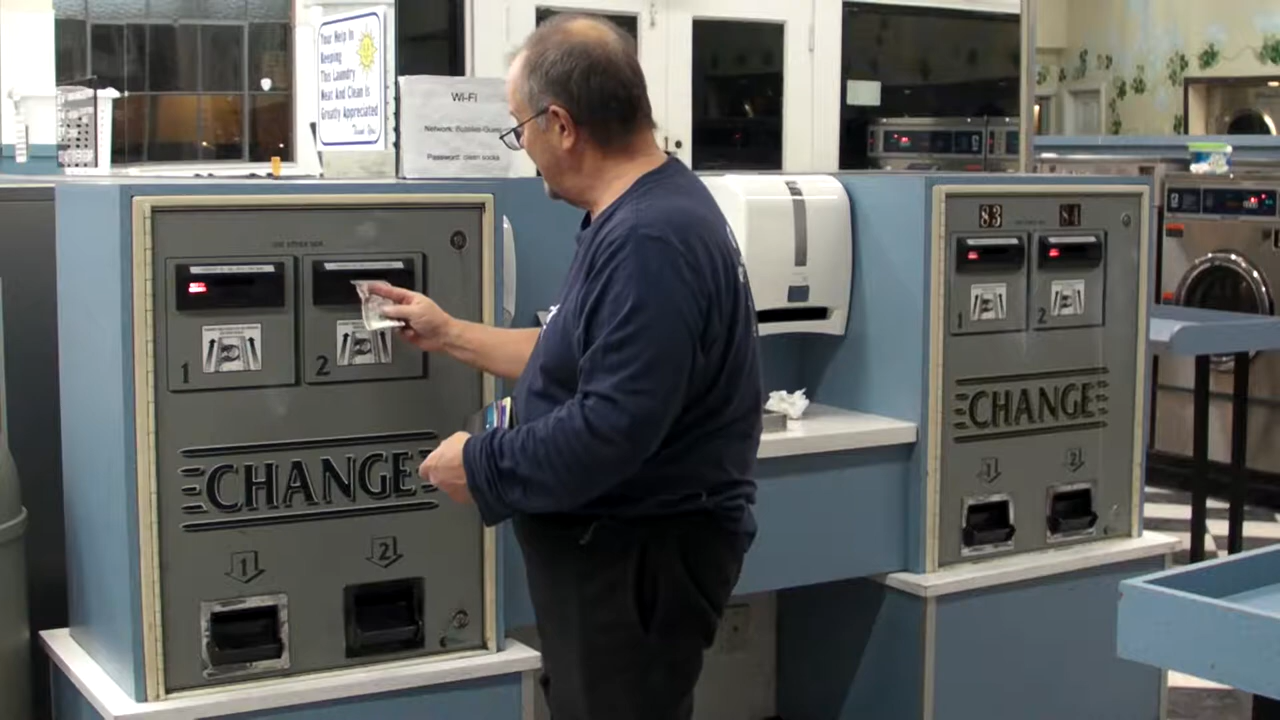 Your Help In
Keeping
This Laundry
Neat And Clean Is
Greatly Appreciated
Thank You
Wi-Fi
Network: Bubbles-Guest
Password: clean socks
83
84
1
2
CHANGE
1
2
1
2
CHANGE
1
2